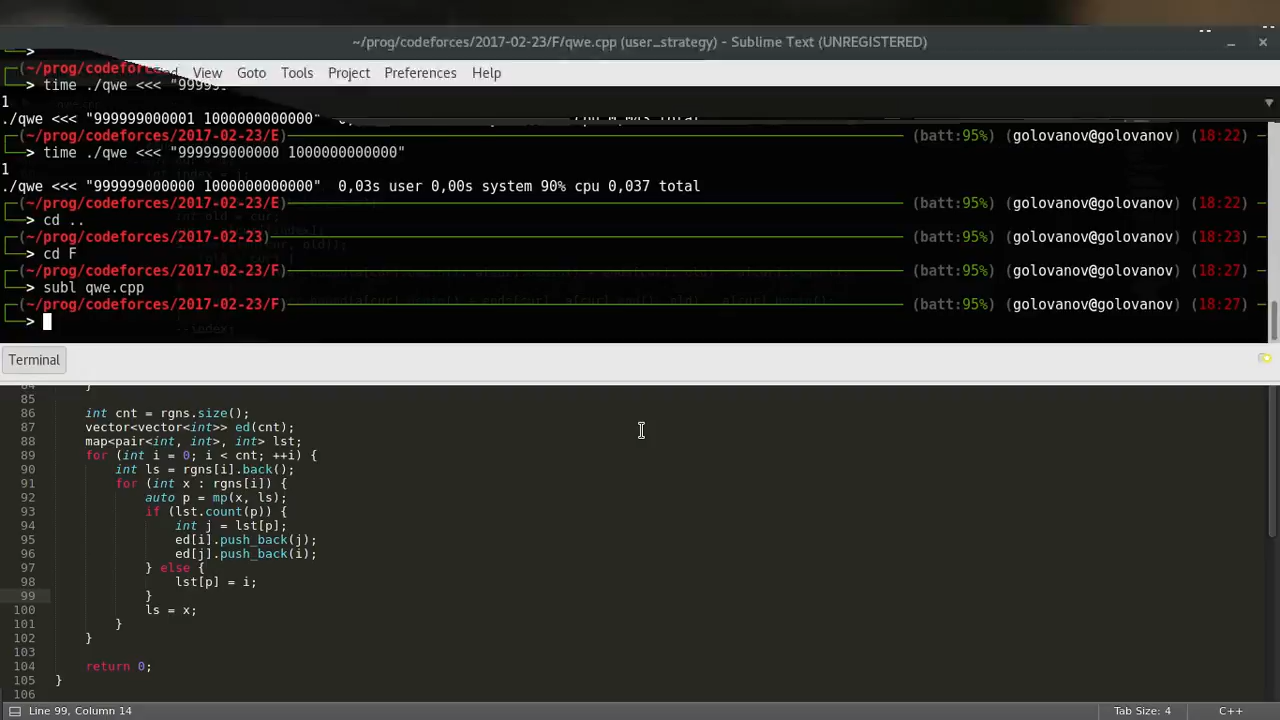 ~/prog/codeforces/2017-02-23/F/qwe.cpp (user_strategy) - Sublime Text (UNREGISTERED)
View Goto Tools Project Preferences Help
> time ./qwe <<<
1
./qwe <<< "999999000001 1000000000000" total
(~/prog/codeforces/2017-02-23/E) (batt:95%) (golovanov@golovanov) (18:22)
> time ./qwe <<< "999999000000 1000000000000"
1
./qwe <<< "999999000000 1000000000000" 0,03s user 0,00s system 90% cpu 0,037 total
(~/prog/codeforces/2017-02-23/E) (batt:95%) (golovanov@golovanov) (18:22)
> cd ..
(~/prog/codeforces/2017-02-23) (batt:95%) (golovanov@golovanov) (18:23)
> cd F
(~/prog/codeforces/2017-02-23/F) (batt:95%) (golovanov@golovanov) (18:27)
> subl qwe.cpp
(~/prog/codeforces/2017-02-23/F) (batt:95%) (golovanov@golovanov) (18:27)
>
Terminal
84 }
85
86 int cnt = rgns.size();
87 vector<vector<int>> ed(cnt);
88 map<pair<int, int>, int> lst;
89 for (int i = 0; i < cnt; ++i) {
90 int ls = rgns[i].back();
91 for (int x : rgns[i]) {
92 auto p = mp(x, ls);
93 if (lst.count(p)) {
94 int j = lst[p];
95 ed[i].push_back(j);
96 ed[j].push_back(i);
97 } else {
98 lst[p] = i;
99 }
100 ls = x;
101 }
102 }
103
104 return 0;
105 }
106
Line 99, Column 14 Tab Size: 4 C++